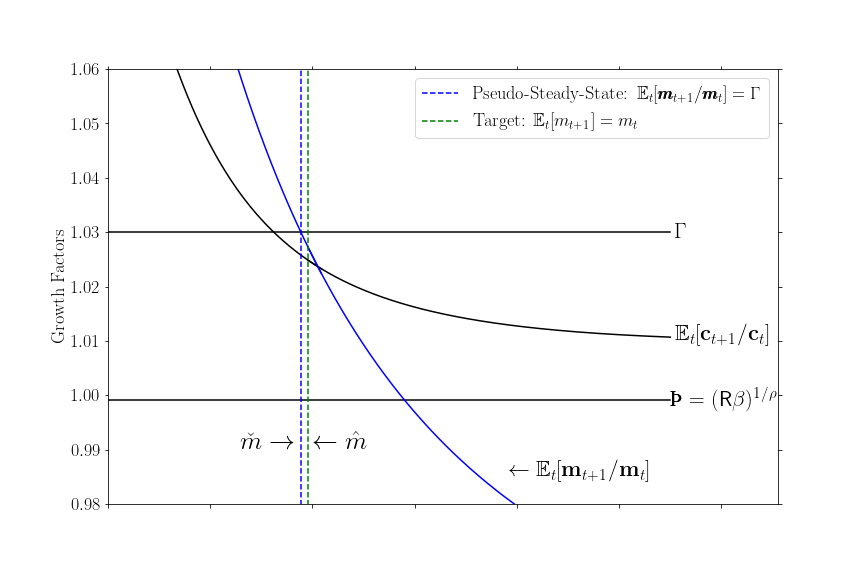 1.06
Pseudo-Steady-State: 𝔼ₜ[𝒎ₜ₊₁/𝒎ₜ] = Γ
1.05
Target: 𝔼ₜ[mₜ₊₁] = mₜ
1.04
1.03
Γ
Growth Factors
1.02
1.01
𝔼ₜ[𝐜ₜ₊₁/𝐜ₜ]
1.00
Þ = (Rβ)^{1/ρ}
0.99
m̌ → ← m̂
← 𝔼ₜ[𝐦ₜ₊₁/𝐦ₜ]
0.98